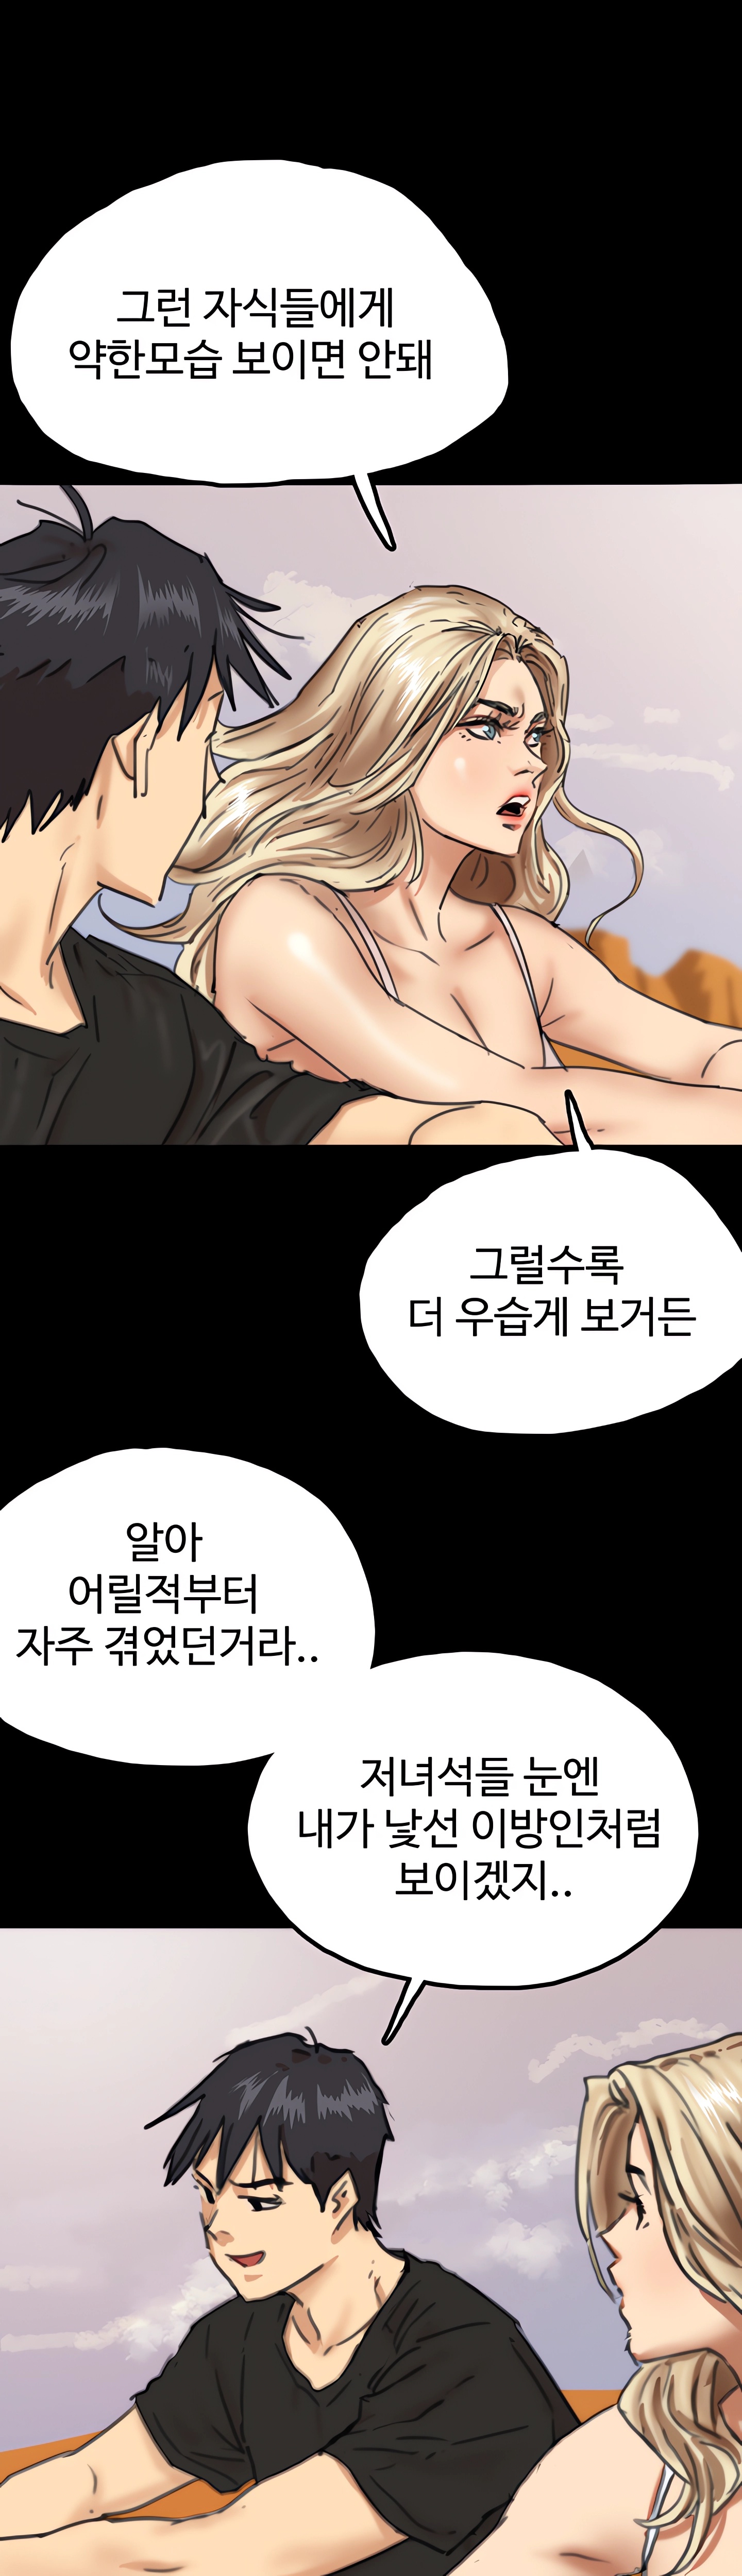 그런 자식들에게
약한모습 보이면 안돼
그럴수록
더 우습게 보거든
알아
어릴적부터
자주 겪었던거라..
저녀석들 눈엔
내가 낯선 이방인처럼
보이겠지..